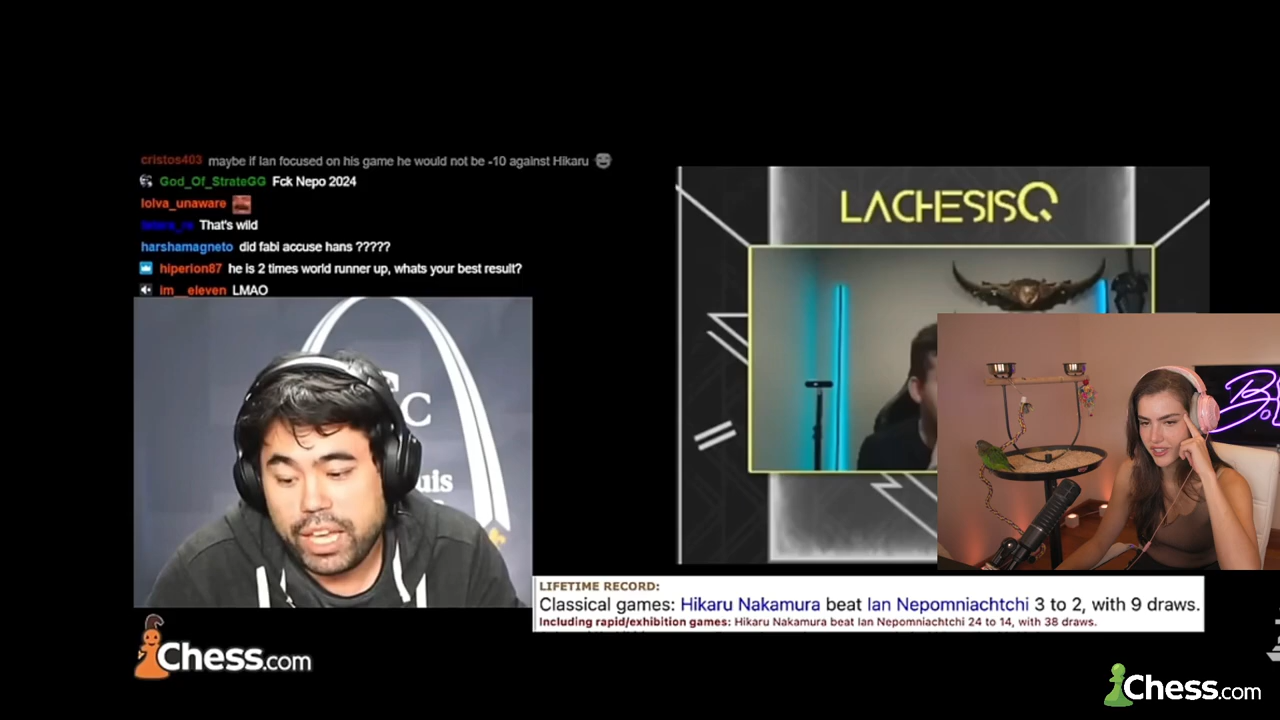 cristos403 maybe if Ian focused on his game he would not be -10 against Hikaru
God_Of_StrateGG Fck Nepo 2024
lolva_unaware
That's wild
harshamagneto did fabi accuse hans ?????
hiperion87 he is 2 times world runner up, whats your best result?
im__eleven LMAO
LACHESISQ
C
uis
LIFETIME RECORD:
Classical games: Hikaru Nakamura beat Ian Nepomniachtchi 3 to 2, with 9 draws.
Including rapid/exhibition games: Hikaru Nakamura beat Ian Nepomniachtchi 24 to 14, with 38 draws.
Chess.com
Chess.com